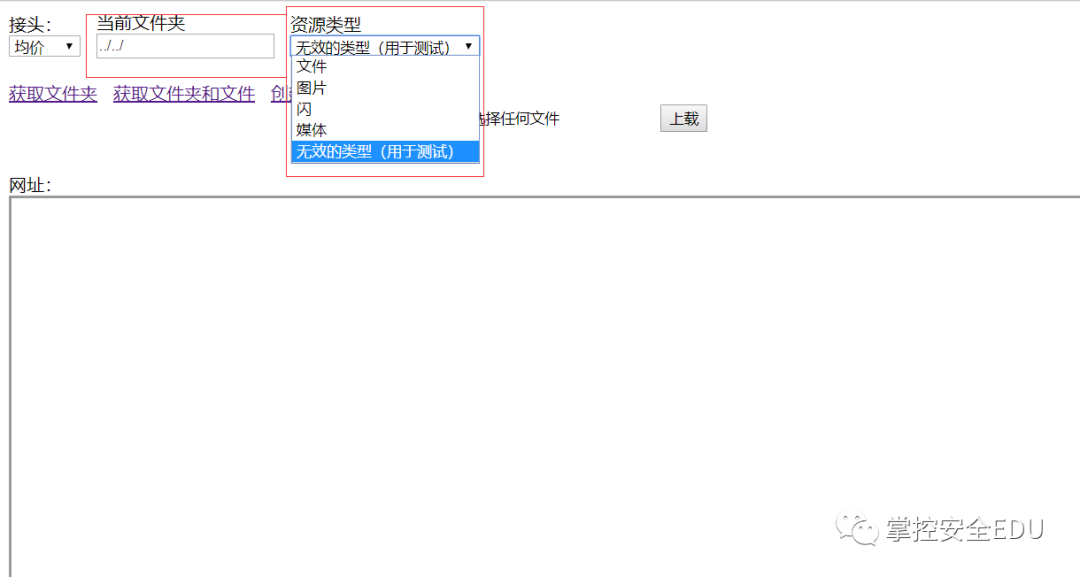 接头：
当前文件夹
资源类型
均价
../../
无效的类型（用于测试）
文件
图片
闪
媒体
无效的类型（用于测试）
获取文件夹
获取文件夹和文件
创
择任何文件
上载
网址：
掌控安全EDU